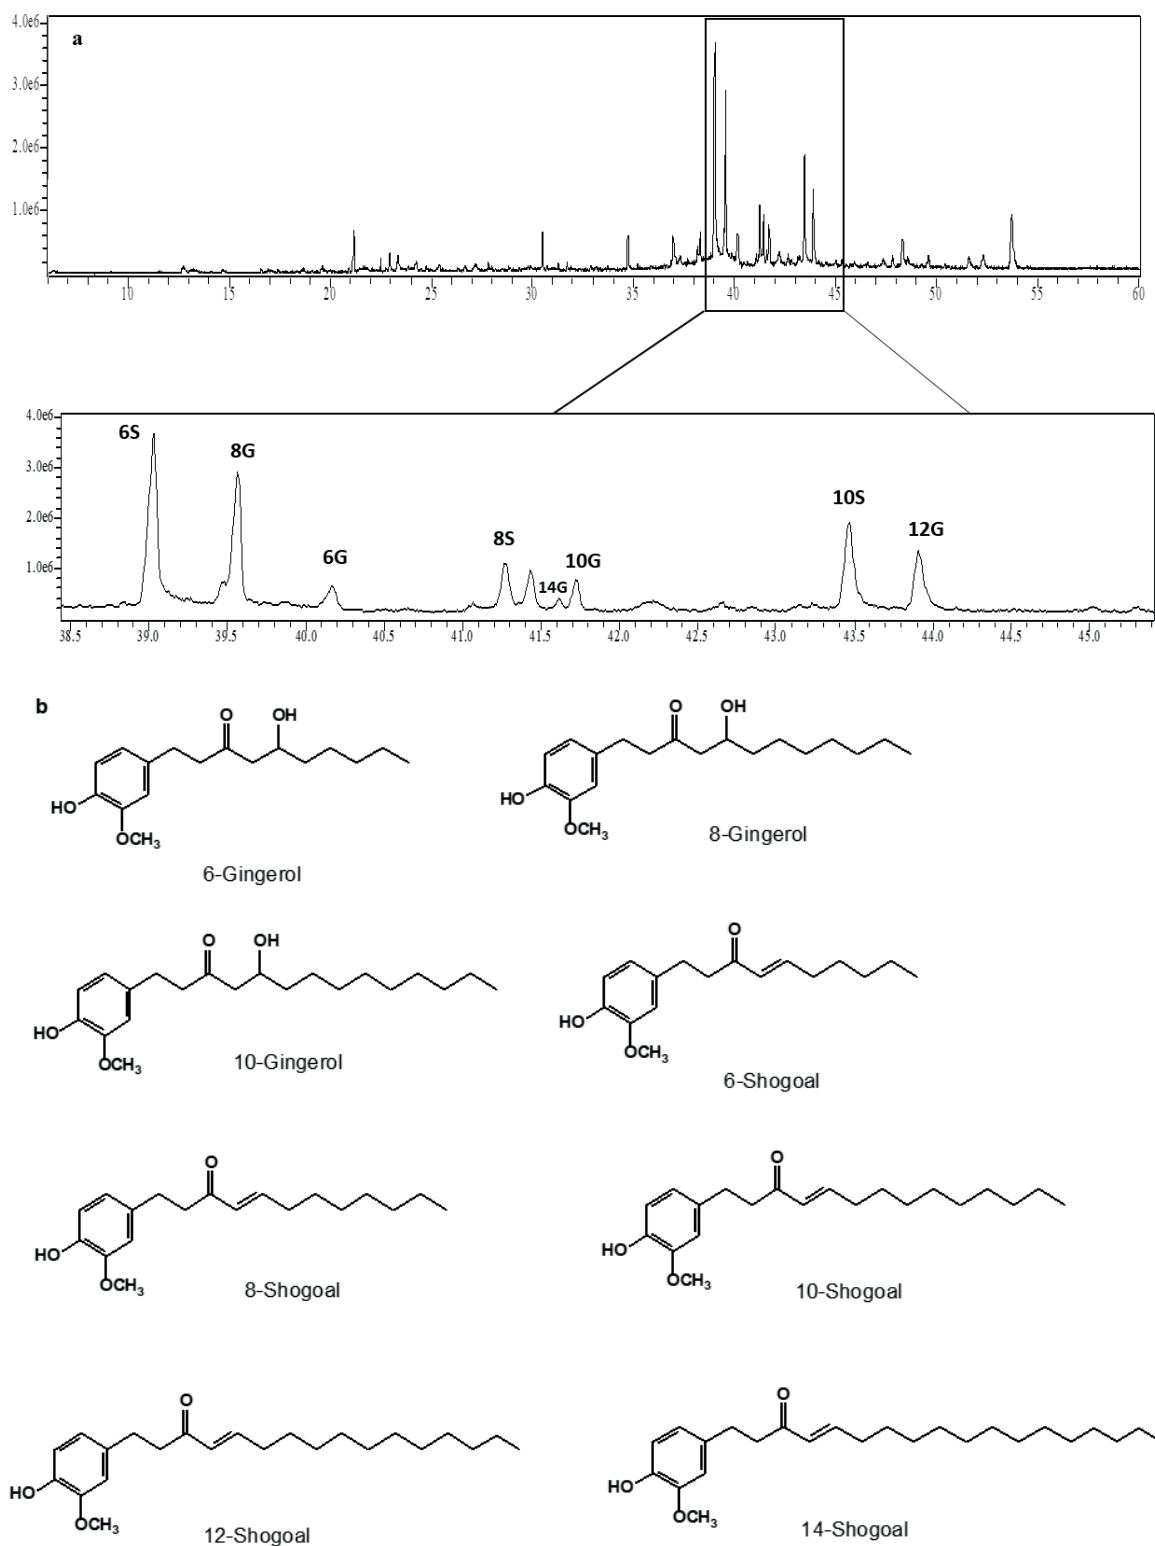 a
4.0e6
3.0e6
2.0e6
1.0e6
10 15 20 25 30 35 40 45 50 55 60
4.0e6
3.0e6
2.0e6
1.0e6
6S
8G
6G
8S
14G
10G
10S
12G
38.5 39.0 39.5 40.0 40.5 41.0 41.5 42.0 42.5 43.0 43.5 44.0 44.5 45.0
b
O OH
HO
OCH3
6-Gingerol
O OH
HO
OCH3
8-Gingerol
O OH
HO
OCH3
10-Gingerol
O
HO
OCH3
6-Shogoal
O
HO
OCH3
8-Shogoal
O
HO
OCH3
10-Shogoal
O
HO
OCH3
12-Shogoal
O
HO
OCH3
14-Shogoal